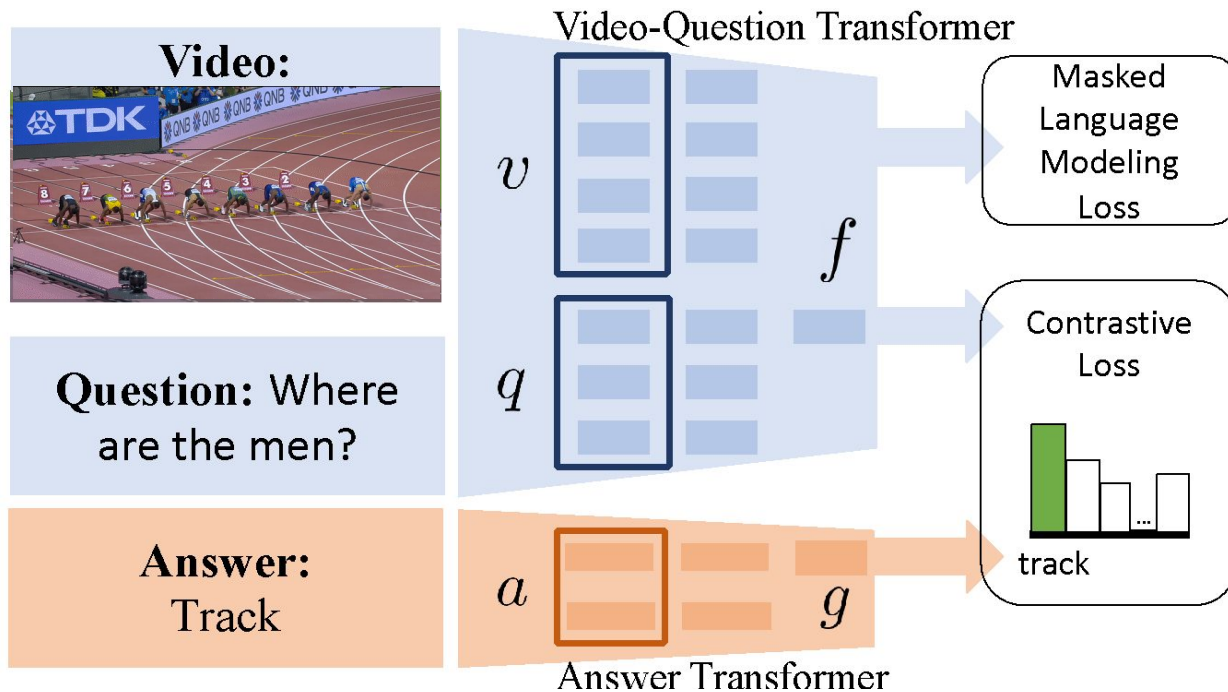 Video-Question Transformer
Video:
TDK
QNB QNB QNB QNB QNB
8 7 6 5 4 3 2
v
f
Question: Where
are the men?
q
Answer:
Track
a
g
Answer Transformer
Masked
Language
Modeling
Loss
Contrastive
Loss
...
track